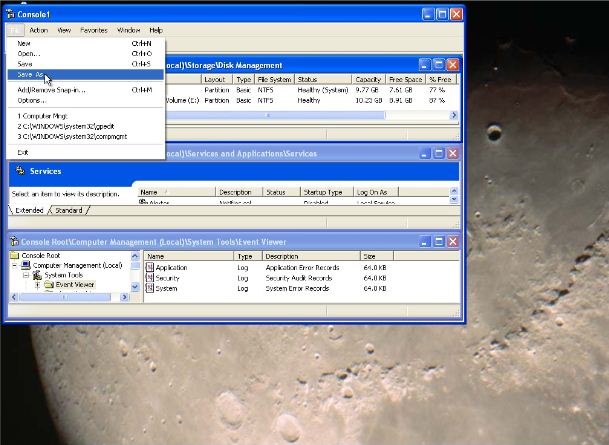 Console1
Action View Favorites Window Help
New Ctrl+N
Open... Ctrl+O
Save Ctrl+S
Save As
Add/Remove Snap-in... Ctrl+M
Options...
1 Computer Mngt
2 C:\WINDOWS\system32\gpedit
3 C:\WINDOWS\system32\compmgmt
Exit
ocal)\Storage\Disk Management
Layout Type File System Status Capacity Free Space % Free
Partition Basic NTFS Healthy (System) 9.77 GB 7.61 GB 77 %
Volume (E:) Partition Basic NTFS Healthy 10.23 GB 8.91 GB 87 %
ocal)\Services and Applications\Services
Services
Select an item to view its description.
Name Description Status Startup Type Log On As
Alerter Disabled Local Service
Extended Standard
Console Root\Computer Management (Local)\System Tools\Event Viewer
Console Root
Computer Management (Local)
System Tools
Event Viewer
Name Type Description Size
Application Log Application Error Records 64.0 KB
Security Log Security Audit Records 64.0 KB
System Log System Error Records 64.0 KB